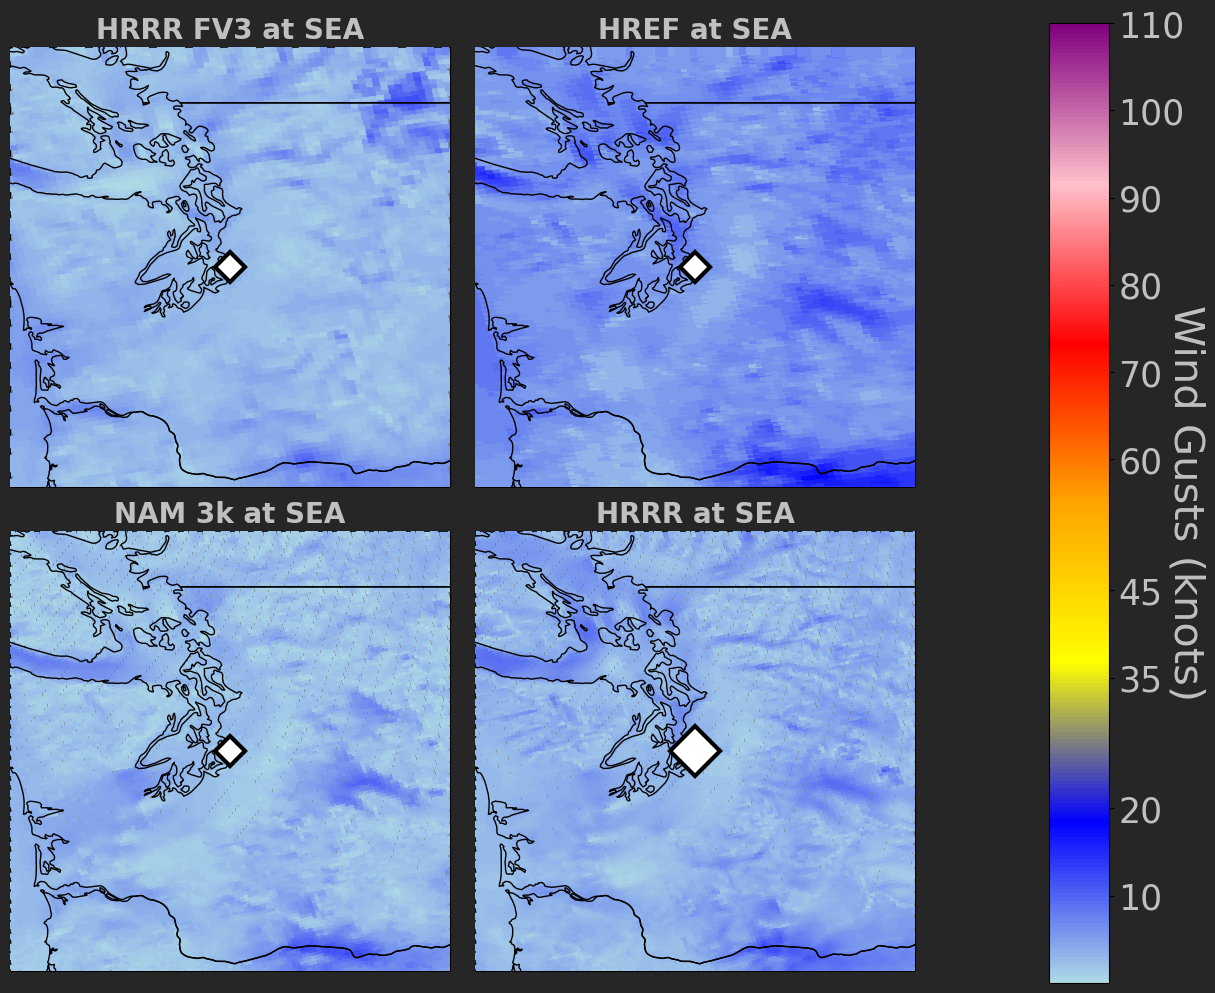 HRRR FV3 at SEA
HREF at SEA
NAM 3k at SEA
HRRR at SEA
110
100
90
80
70
60
45
35
20
10
Wind Gusts (knots)